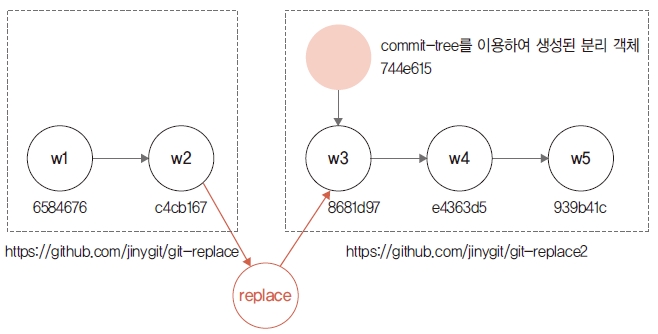 commit-tree를 이용하여 생성된 분리 객체
744e615
w1
w2
w3
w4
w5
6584676
c4cb167
8681d97
e4363d5
939b41c
https://github.com/jinygit/git-replace
https://github.com/jinygit/git-replace2
replace